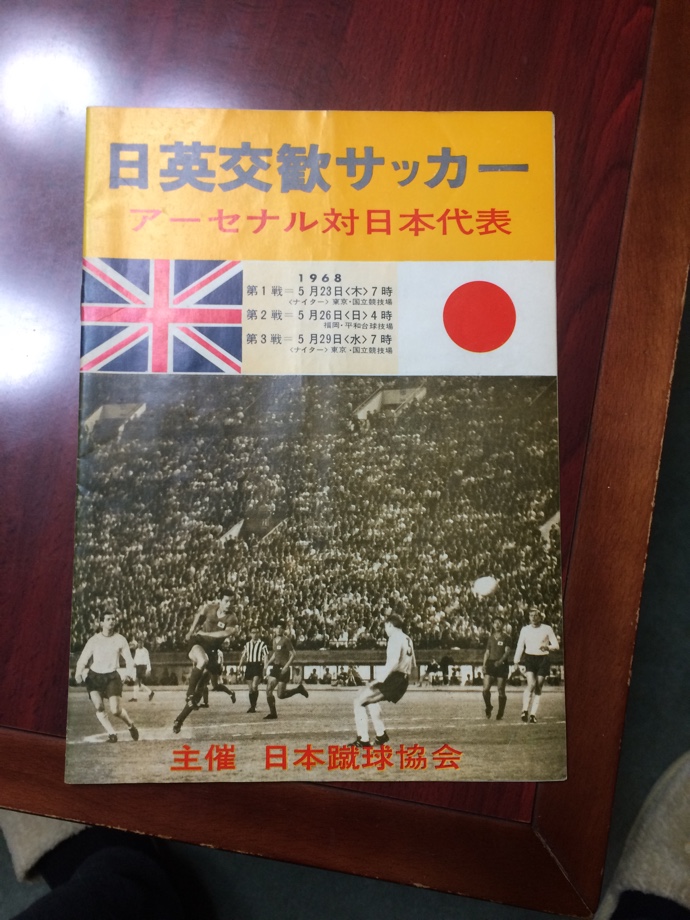 日英交歓サッカー
アーセナル対日本代表
1968
第1戦=5月23日〈木〉7時
〈ナイター〉東京・国立競技場
第2戦=5月26日〈日〉4時
福岡・平和台球技場
第3戦=5月29日〈水〉7時
〈ナイター〉東京・国立競技場
主催 日本蹴球協会